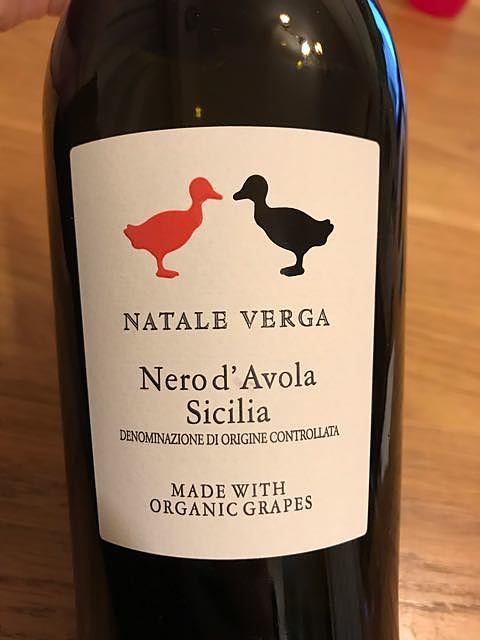 NATALE VERGA
Nero d'Avola
Sicilia
DENOMINAZIONE DI ORIGINE CONTROLLATA
MADE WITH
ORGANIC GRAPES